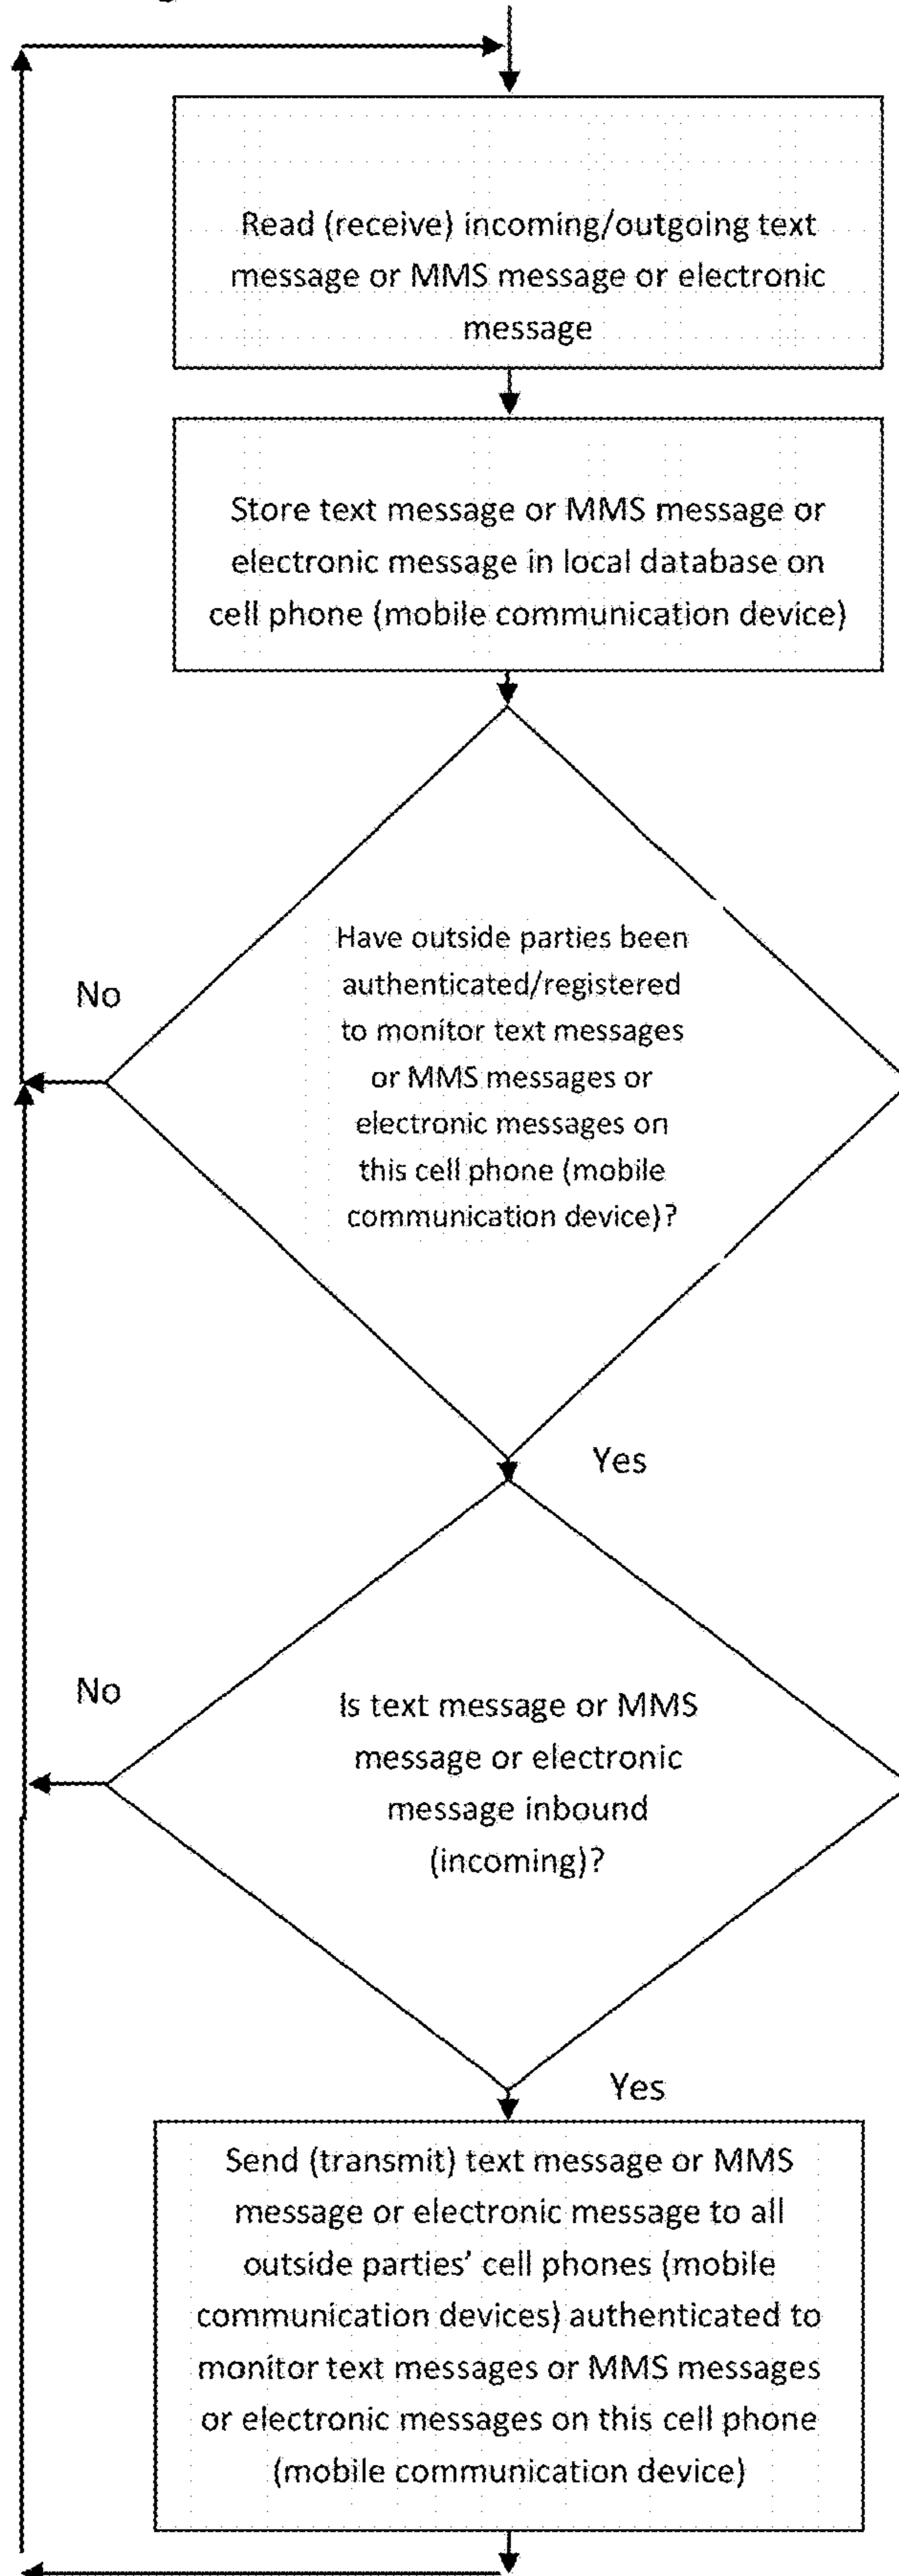 Read (receive) incoming/outgoing text
message or MMS message or electronic
message
Store text message or MMS message or
electronic message in local database on
cell phone (mobile communication device)
Have outside parties been
authenticated/registered
to monitor text messages
or MMS messages or
electronic messages on
this cell phone (mobile
communication device)?
No
Yes
Is text message or MMS
message or electronic
message inbound
(incoming)?
No
Yes
Send (transmit) text message or MMS
message or electronic message to all
outside parties' cell phones (mobile
communication devices) authenticated to
monitor text messages or MMS messages
or electronic messages on this cell phone
(mobile communication device)